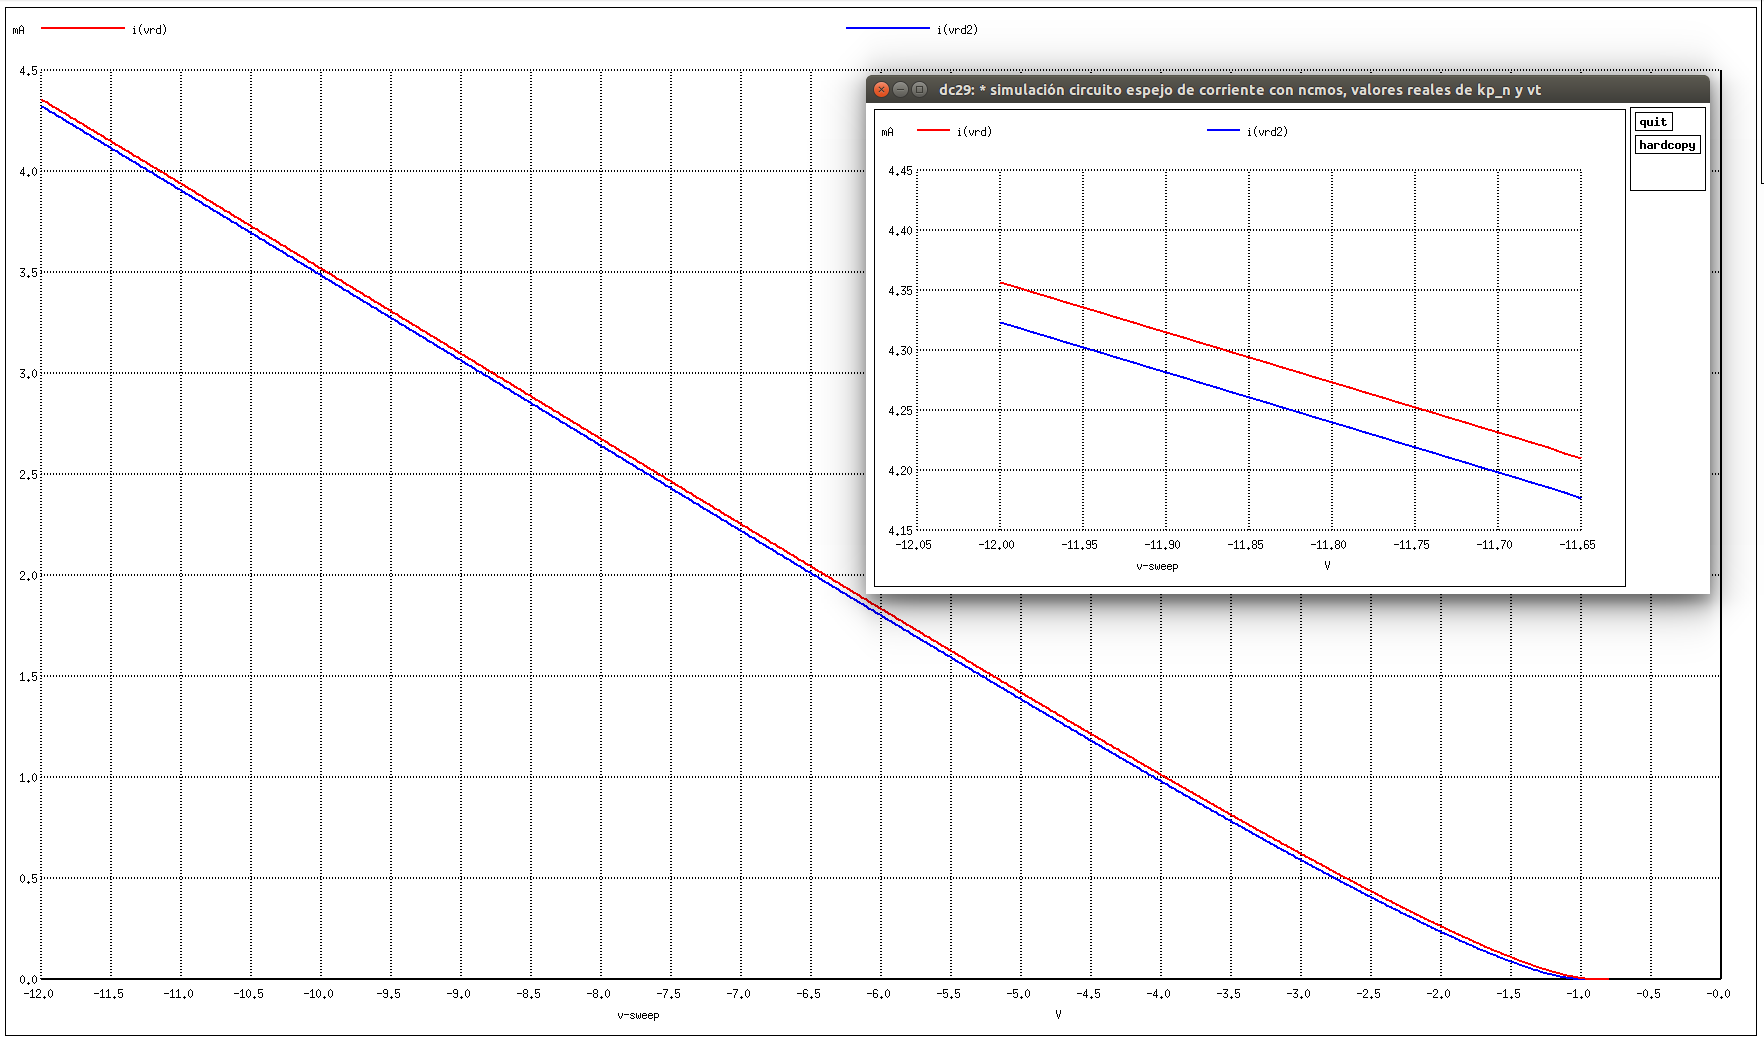 mA i(vrd) i(vrd2)
4.5
4.0
3.5
3.0
2.5
2.0
1.5
1.0
0.5
0.0
-12.0 -11.5 -11.0 -10.5 -10.0 -9.5 -9.0 -8.5 -8.0 -7.5 -7.0 -6.5 -6.0 -5.5 -5.0 -4.5 -4.0 -3.5 -3.0 -2.5 -2.0 -1.5 -1.0 -0.5 -0.0
v-sweep V
dc29: * simulación circuito espejo de corriente con ncmos, valores reales de kp_n y vt
mA i(vrd) i(vrd2)
quit
hardcopy
4.45
4.40
4.35
4.30
4.25
4.20
4.15
-12.05 -12.00 -11.95 -11.90 -11.85 -11.80 -11.75 -11.70 -11.65
v-sweep V